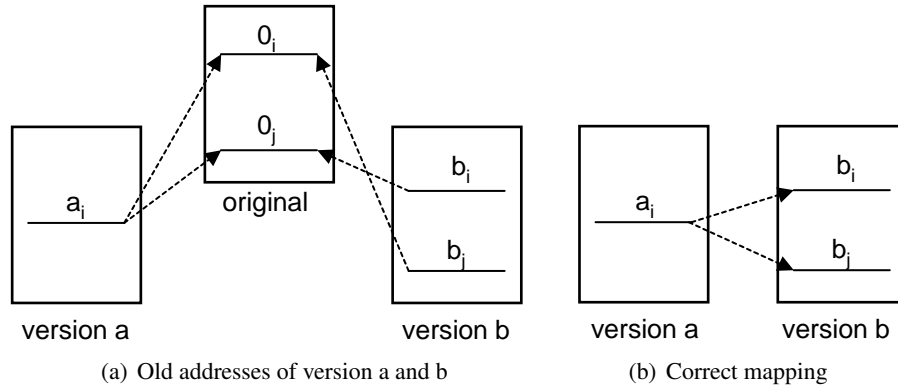 0i
0j
original
ai
version a
bi
bj
version b
ai
version a
bi
bj
version b
(a) Old addresses of version a and b
(b) Correct mapping